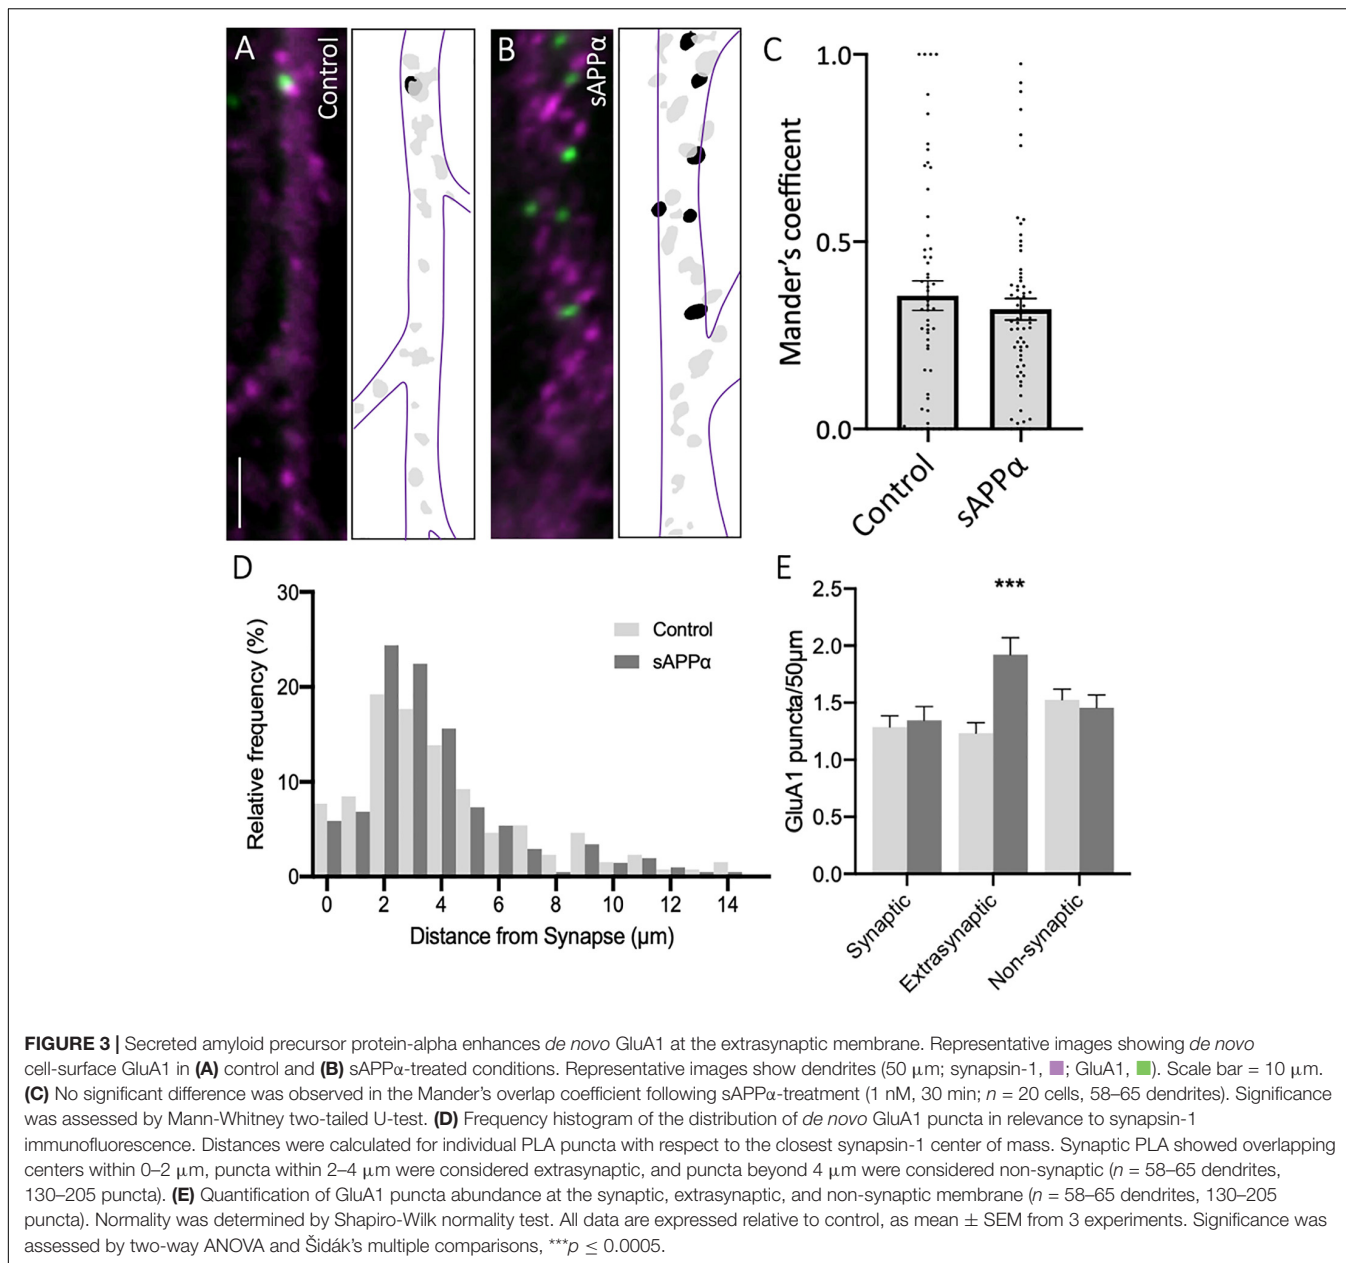 A
Control
B
sAPPα
C
Mander's coefficent
1.0
0.5
0.0
Control
sAPPα
D
Relative frequency (%)
30
20
10
0
Control
sAPPα
0 2 4 6 8 10 12 14
Distance from Synapse (μm)
E
GluA1 puncta/50μm
2.5
2.0
1.5
1.0
0.5
0.0
***
Synaptic
Extrasynaptic
Non-synaptic
FIGURE 3 | Secreted amyloid precursor protein-alpha enhances de novo GluA1 at the extrasynaptic membrane. Representative images showing de novo
cell-surface GluA1 in (A) control and (B) sAPPα-treated conditions. Representative images show dendrites (50 μm; synapsin-1, ■; GluA1, ■). Scale bar = 10 μm.
(C) No significant difference was observed in the Mander's overlap coefficient following sAPPα-treatment (1 nM, 30 min; n = 20 cells, 58–65 dendrites). Significance
was assessed by Mann-Whitney two-tailed U-test. (D) Frequency histogram of the distribution of de novo GluA1 puncta in relevance to synapsin-1
immunofluorescence. Distances were calculated for individual PLA puncta with respect to the closest synapsin-1 center of mass. Synaptic PLA showed overlapping
centers within 0–2 μm, puncta within 2–4 μm were considered extrasynaptic, and puncta beyond 4 μm were considered non-synaptic (n = 58–65 dendrites,
130–205 puncta). (E) Quantification of GluA1 puncta abundance at the synaptic, extrasynaptic, and non-synaptic membrane (n = 58–65 dendrites, 130–205
puncta). Normality was determined by Shapiro-Wilk normality test. All data are expressed relative to control, as mean ± SEM from 3 experiments. Significance was
assessed by two-way ANOVA and Šidák's multiple comparisons, ***p ≤ 0.0005.